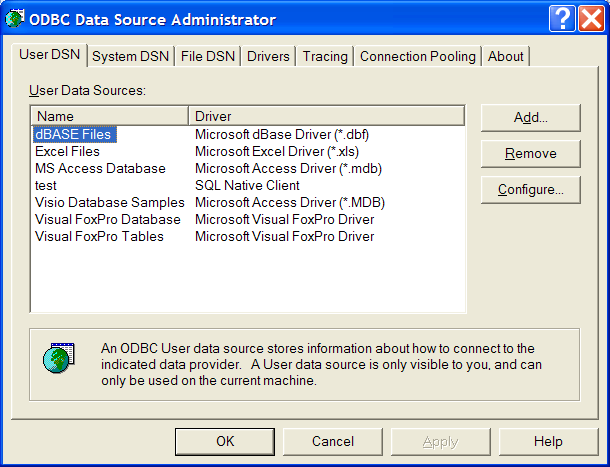 ODBC Data Source Administrator
User DSN System DSN File DSN Drivers Tracing Connection Pooling About
User Data Sources:
Name Driver
dBASE Files Microsoft dBase Driver (*.dbf)
Excel Files Microsoft Excel Driver (*.xls)
MS Access Database Microsoft Access Driver (*.mdb)
test SQL Native Client
Visio Database Samples Microsoft Access Driver (*.MDB)
Visual FoxPro Database Microsoft Visual FoxPro Driver
Visual FoxPro Tables Microsoft Visual FoxPro Driver
Add...
Remove
Configure...
An ODBC User data source stores information about how to connect to the
indicated data provider. A User data source is only visible to you, and can
only be used on the current machine.
OK Cancel Apply Help